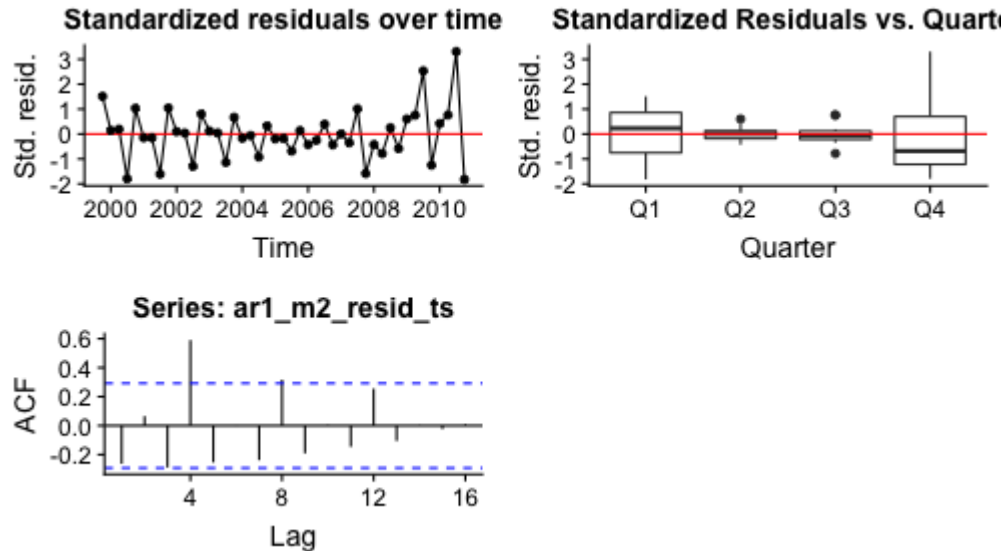 Standardized residuals over time
Std. resid.
3
2
1
0
-1
-2
2000 2002 2004 2006 2008 2010
Time
Standardized Residuals vs. Quarte
Std. resid.
3
2
1
0
-1
-2
Q1 Q2 Q3 Q4
Quarter
Series: ar1_m2_resid_ts
ACF
0.6
0.4
0.2
0.0
-0.2
4 8 12 16
Lag